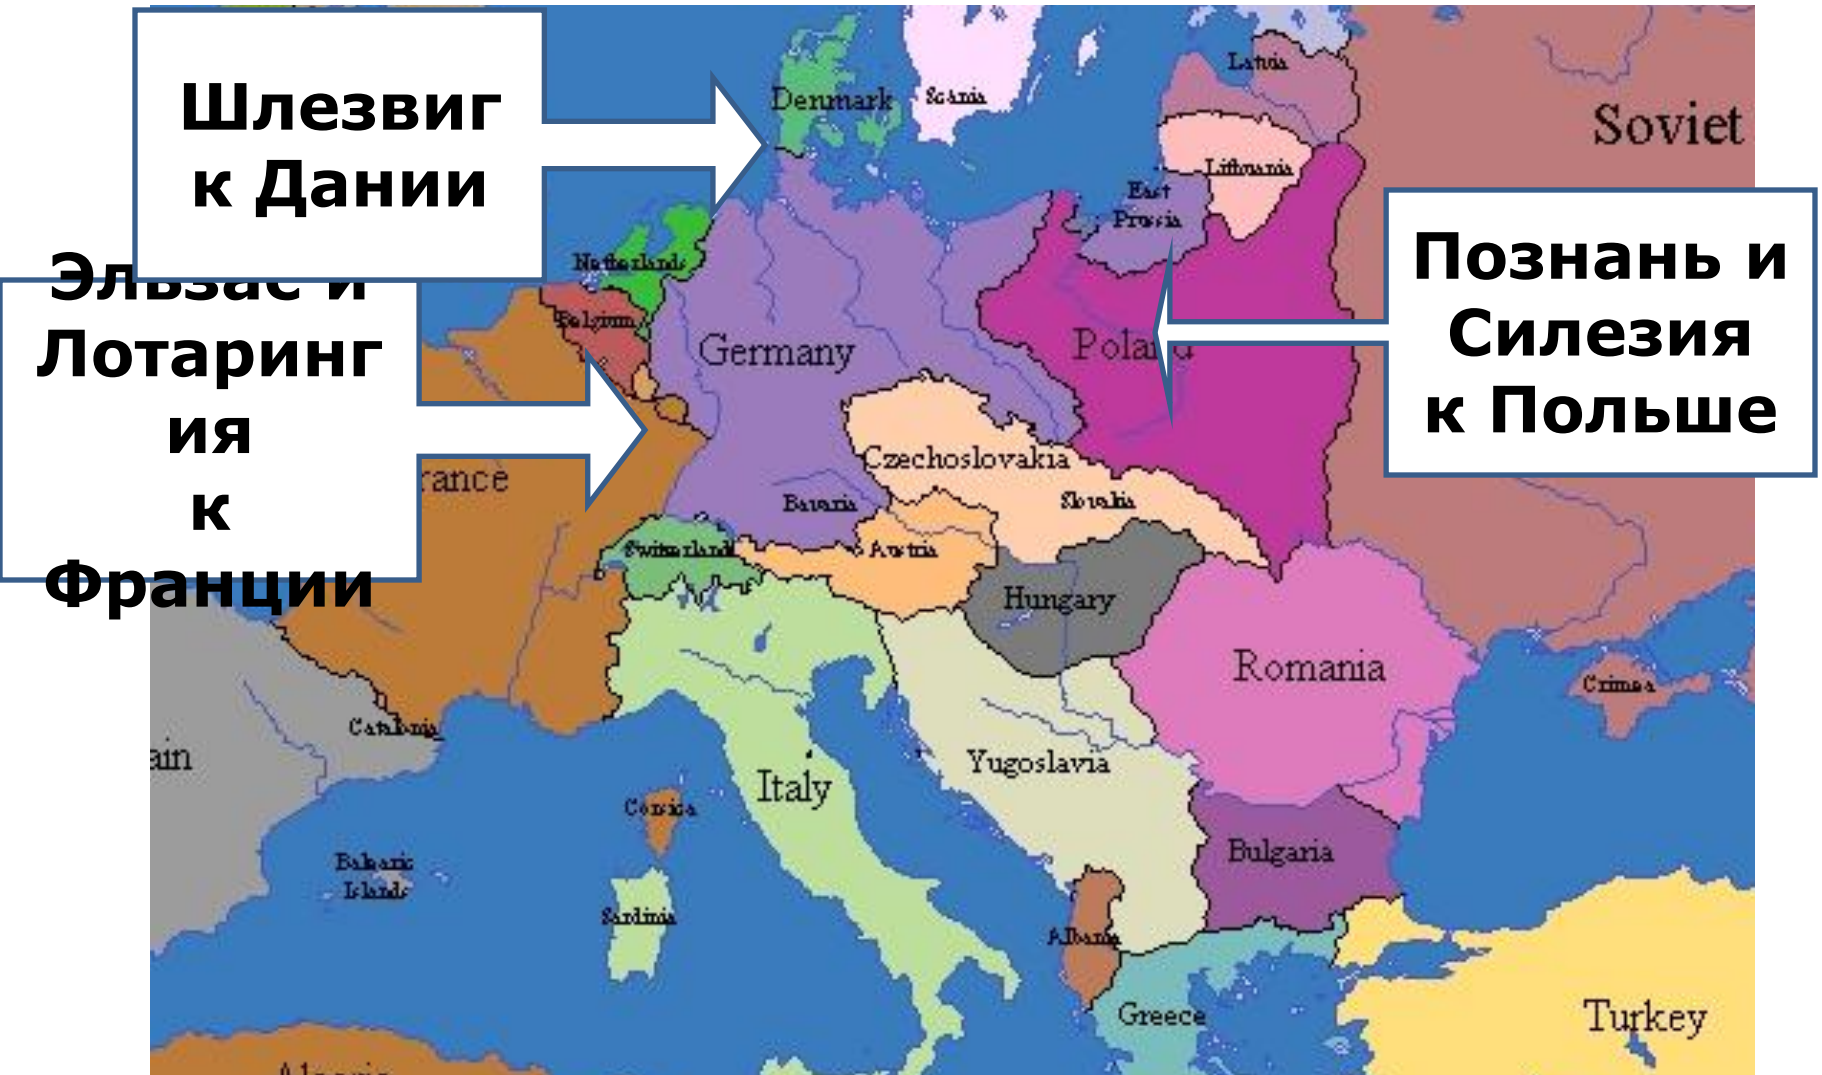 Шлезвиг
к Дании
Эльзас и
Лотаринг
ия
к
Франции
Познань и
Силезия
к Польше
Denmark
Scania
Latvia
Soviet
Lithuania
East
Prussia
Netherlands
Belgium
Germany
Poland
rance
Czechoslovakia
Slovakia
Bavaria
Austria
Switzerland
Hungary
Romania
Crimea
Catalonia
ain
Yugoslavia
Italy
Corsica
Bulgaria
Balearic
Islands
Sardinia
Albania
Greece
Turkey